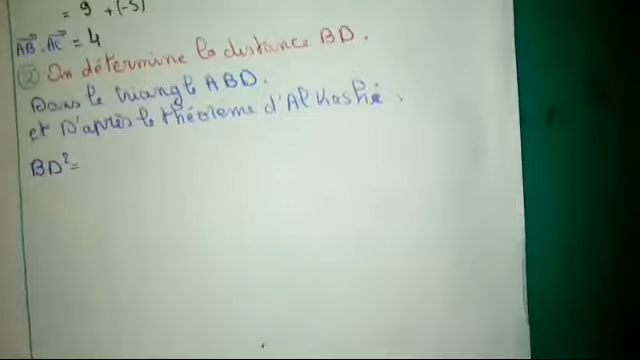 = 9 + (-5)
AB⃗ . AC⃗ = 4
② On détermine la distance BD.
Dans le triangle ABD.
et D'après le théorème d'Al Kashi,
BD² =